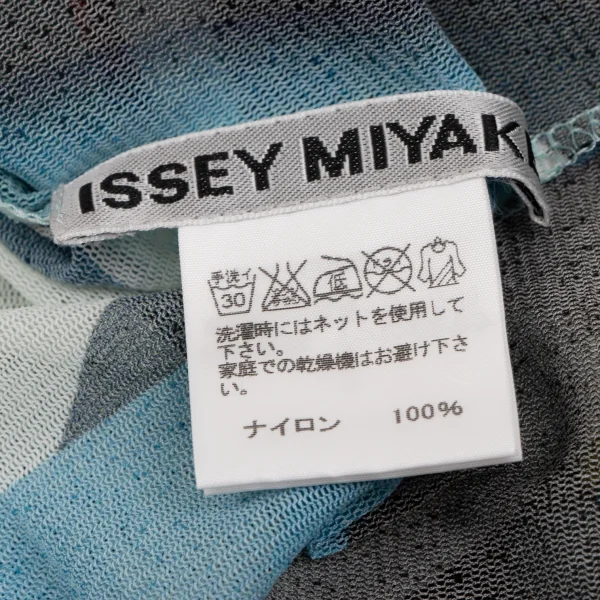 ISSEY MIYAK
手洗イ
30
低
洗濯時にはネットを使用して
下さい。
家庭での乾燥機はお避け下さ
い。
ナイロン 100%